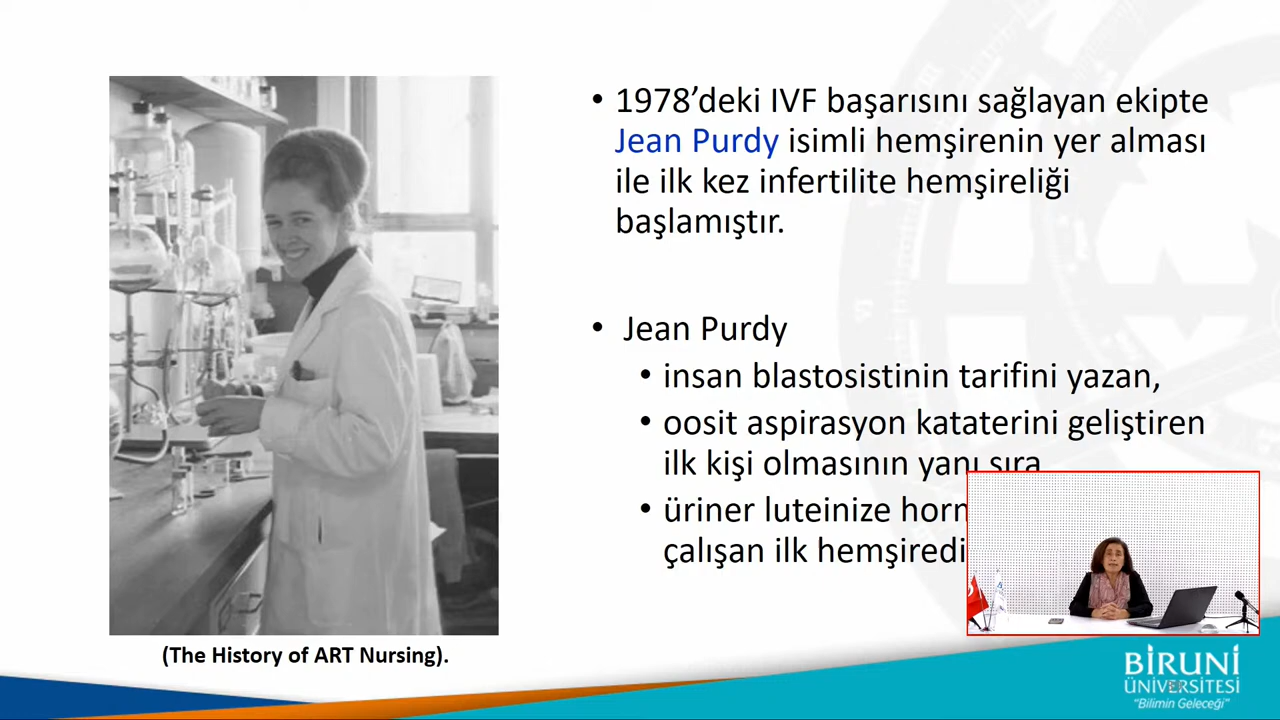 • 1978’deki IVF başarısını sağlayan ekipte
Jean Purdy isimli hemşirenin yer alması
ile ilk kez infertilite hemşireliği
başlamıştır.
• Jean Purdy
• insan blastosistinin tarifini yazan,
• oosit aspirasyon kataterini geliştiren
ilk kişi olmasının yanı sıra
• üriner luteinize
çalışan ilk
(The History of ART Nursing).
BİRUNİ
ÜNİVERSİTESİ
“Bilimin Geleceği”